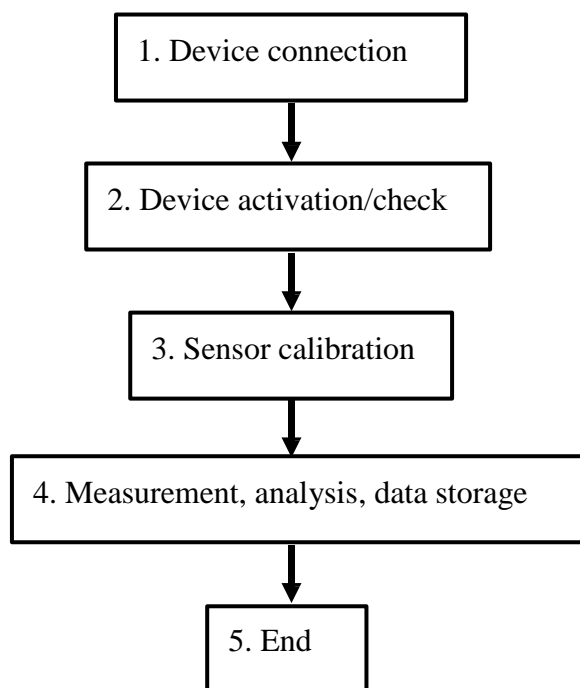 1. Device connection
2. Device activation/check
3. Sensor calibration
4. Measurement, analysis, data storage
5. End